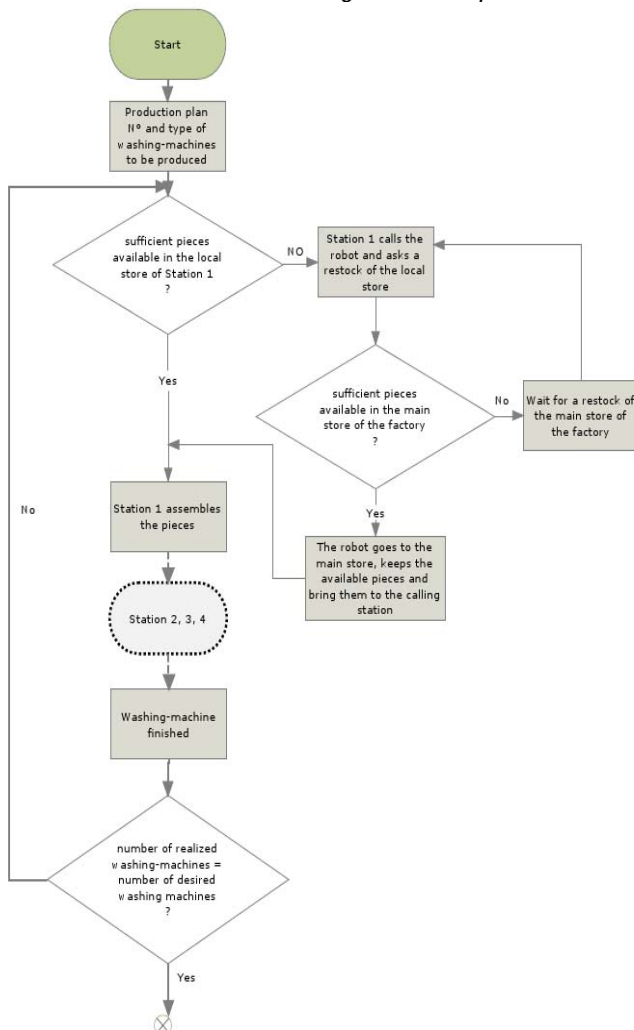 Start
Production plan
Nº and type of
washing-machines
to be produced
sufficient pieces
available in the local
store of Station 1
?
NO
Station 1 calls the
robot and asks a
restock of the local
store
Yes
sufficient pieces
available in the main
store of the factory
?
No
Wait for a restock of
the main store of
the factory
Yes
The robot goes to the
main store, keeps the
available pieces and
bring them to the calling
station
Station 1 assembles
the pieces
No
Station 2, 3, 4
Washing-machine
finished
number of realized
washing-machines =
number of desired
washing machines
?
Yes